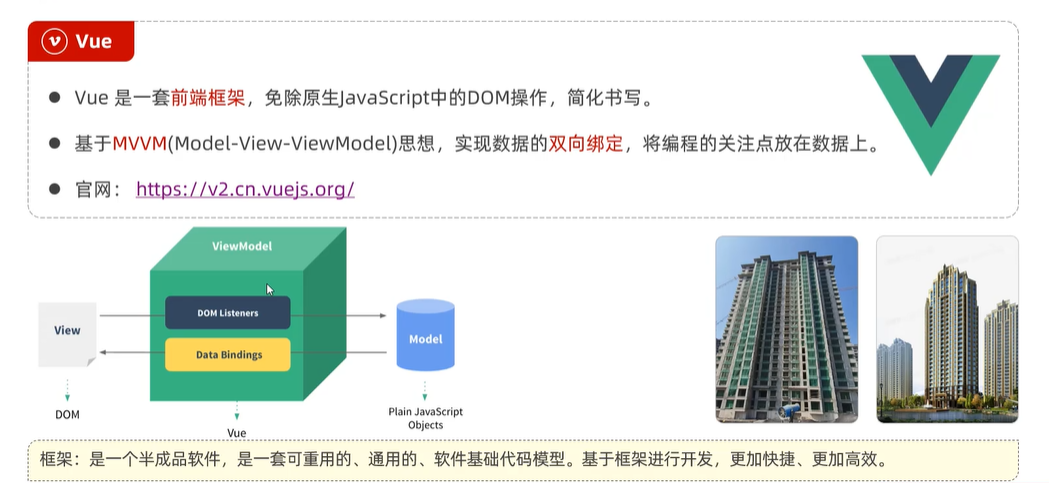 Vue
Vue 是一套前端框架，免除原生JavaScript中的DOM操作，简化书写。
基于MVVM(Model-View-ViewModel)思想，实现数据的双向绑定，将编程的关注点放在数据上。
官网： https://v2.cn.vuejs.org/
ViewModel
DOM Listeners
View
Model
Data Bindings
DOM
Plain JavaScript
Objects
Vue
框架：是一个半成品软件，是一套可重用的、通用的、软件基础代码模型。基于框架进行开发，更加快捷、更加高效。